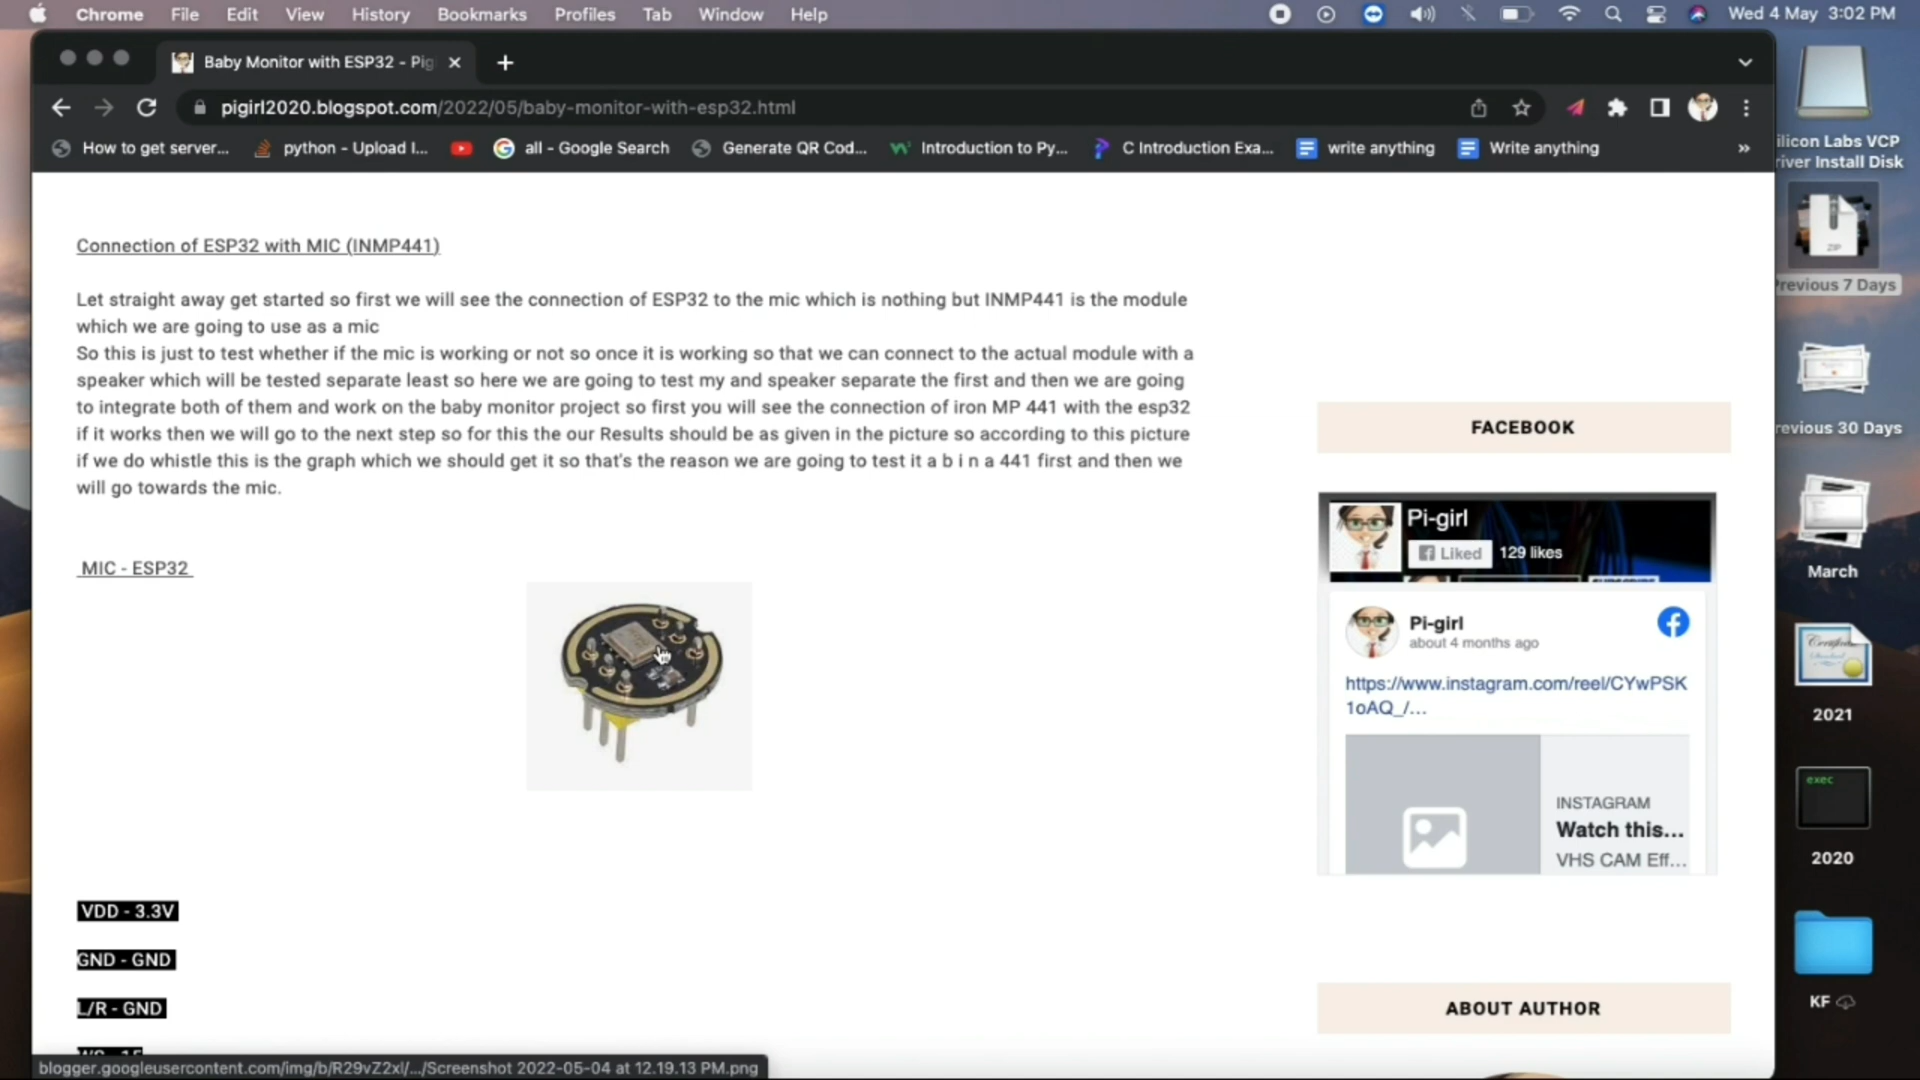 Chrome File Edit View History Bookmarks Profiles Tab Window Help
Wed 4 May 3:02 PM
Baby Monitor with ESP32 - Pig
pigirl2020.blogspot.com/2022/05/baby-monitor-with-esp32.html
How to get server...
python - Upload I...
all - Google Search
Generate QR Cod...
Introduction to Py...
C Introduction Exa...
write anything
Write anything
»
Connection of ESP32 with MIC (INMP441)
Let straight away get started so first we will see the connection of ESP32 to the mic which is nothing but INMP441 is the module
which we are going to use as a mic
So this is just to test whether if the mic is working or not so once it is working so that we can connect to the actual module with a
speaker which will be tested separate least so here we are going to test my and speaker separate the first and then we are going
to integrate both of them and work on the baby monitor project so first you will see the connection of iron MP 441 with the esp32
if it works then we will go to the next step so for this the our Results should be as given in the picture so according to this picture
if we do whistle this is the graph which we should get it so that's the reason we are going to test it a b i n a 441 first and then we
will go towards the mic.
MIC - ESP32
VDD - 3.3V
GND - GND
L/R - GND
WS - 15
blogger.googleusercontent.com/img/b/R29vZ2xl/.../Screenshot 2022-05-04 at 12.19.13 PM.png
FACEBOOK
Pi-girl
Liked
129 likes
Pi-girl
about 4 months ago
https://www.instagram.com/reel/CYwPSK
1oAQ_/...
INSTAGRAM
Watch this...
VHS CAM Eff...
ABOUT AUTHOR
ilicon Labs VCP
river Install Disk
ZIP
Previous 7 Days
revious 30 Days
March
2021
exec
2020
KF